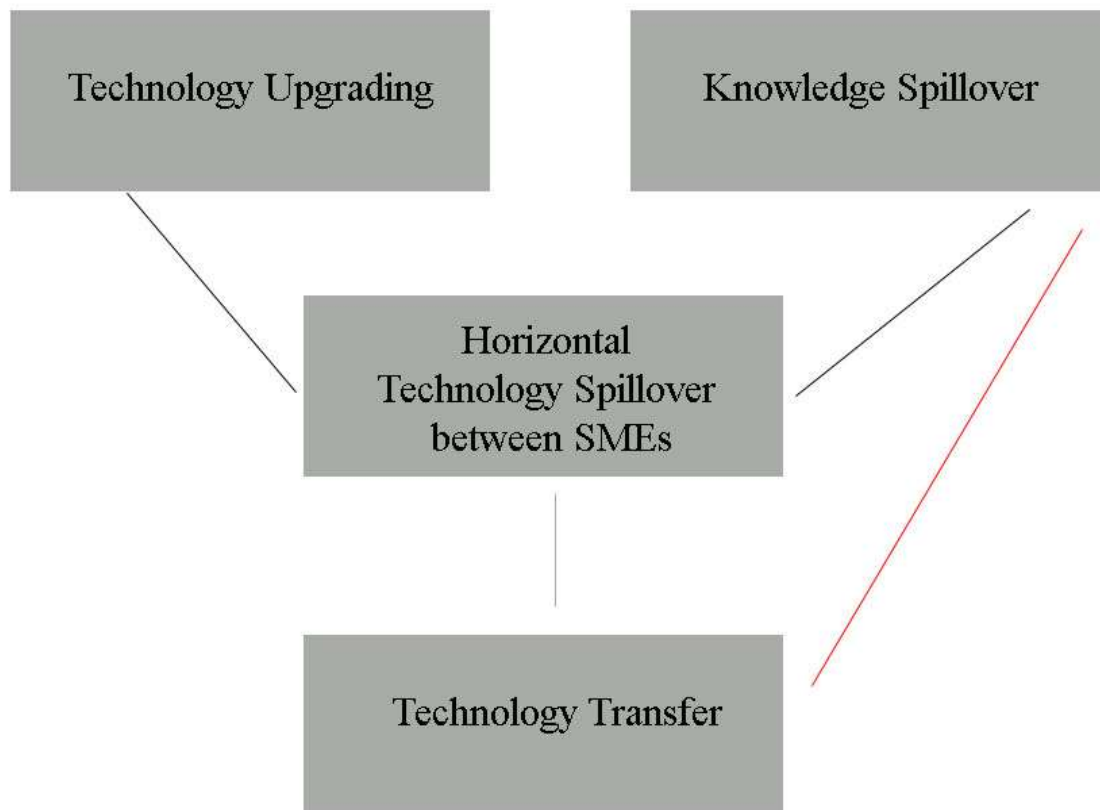 Technology Upgrading
Knowledge Spillover
Horizontal
Technology Spillover
between SMEs
Technology Transfer